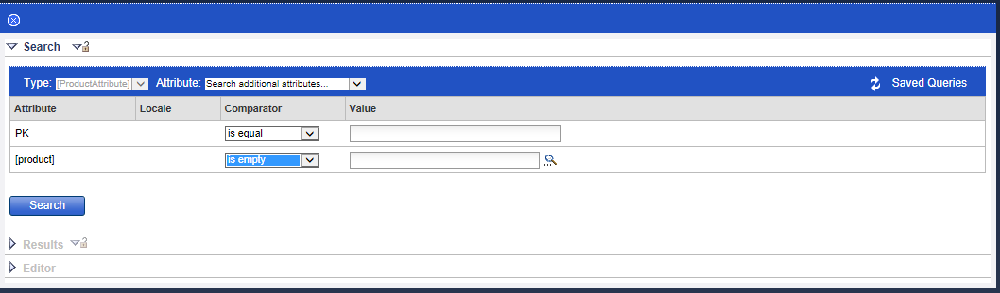 Search
Type: [ProductAttribute] Attribute: Search additional attributes... Saved Queries
Attribute Locale Comparator Value
PK is equal
[product] is empty
Search
Results
Editor